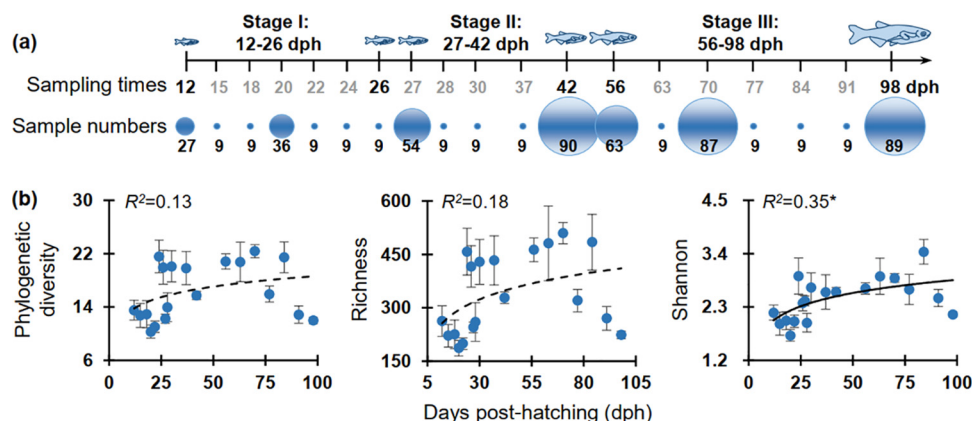 (a)
Stage I:
12-26 dph
Stage II:
27-42 dph
Stage III:
56-98 dph
Sampling times 12 15 18 20 22 24 26 27 28 30 37 42 56 63 70 77 84 91 98 dph
Sample numbers 27 9 9 36 9 9 9 54 9 9 9 90 63 9 87 9 9 9 89
(b)
R²=0.13
Phylogenetic
diversity
30
22
14
6
0 25 50 75 100
R²=0.18
Richness
600
450
300
150
5 30 55 80 105
R²=0.35*
Shannon
4.5
3.4
2.3
1.2
0 25 50 75 100
Days post-hatching (dph)